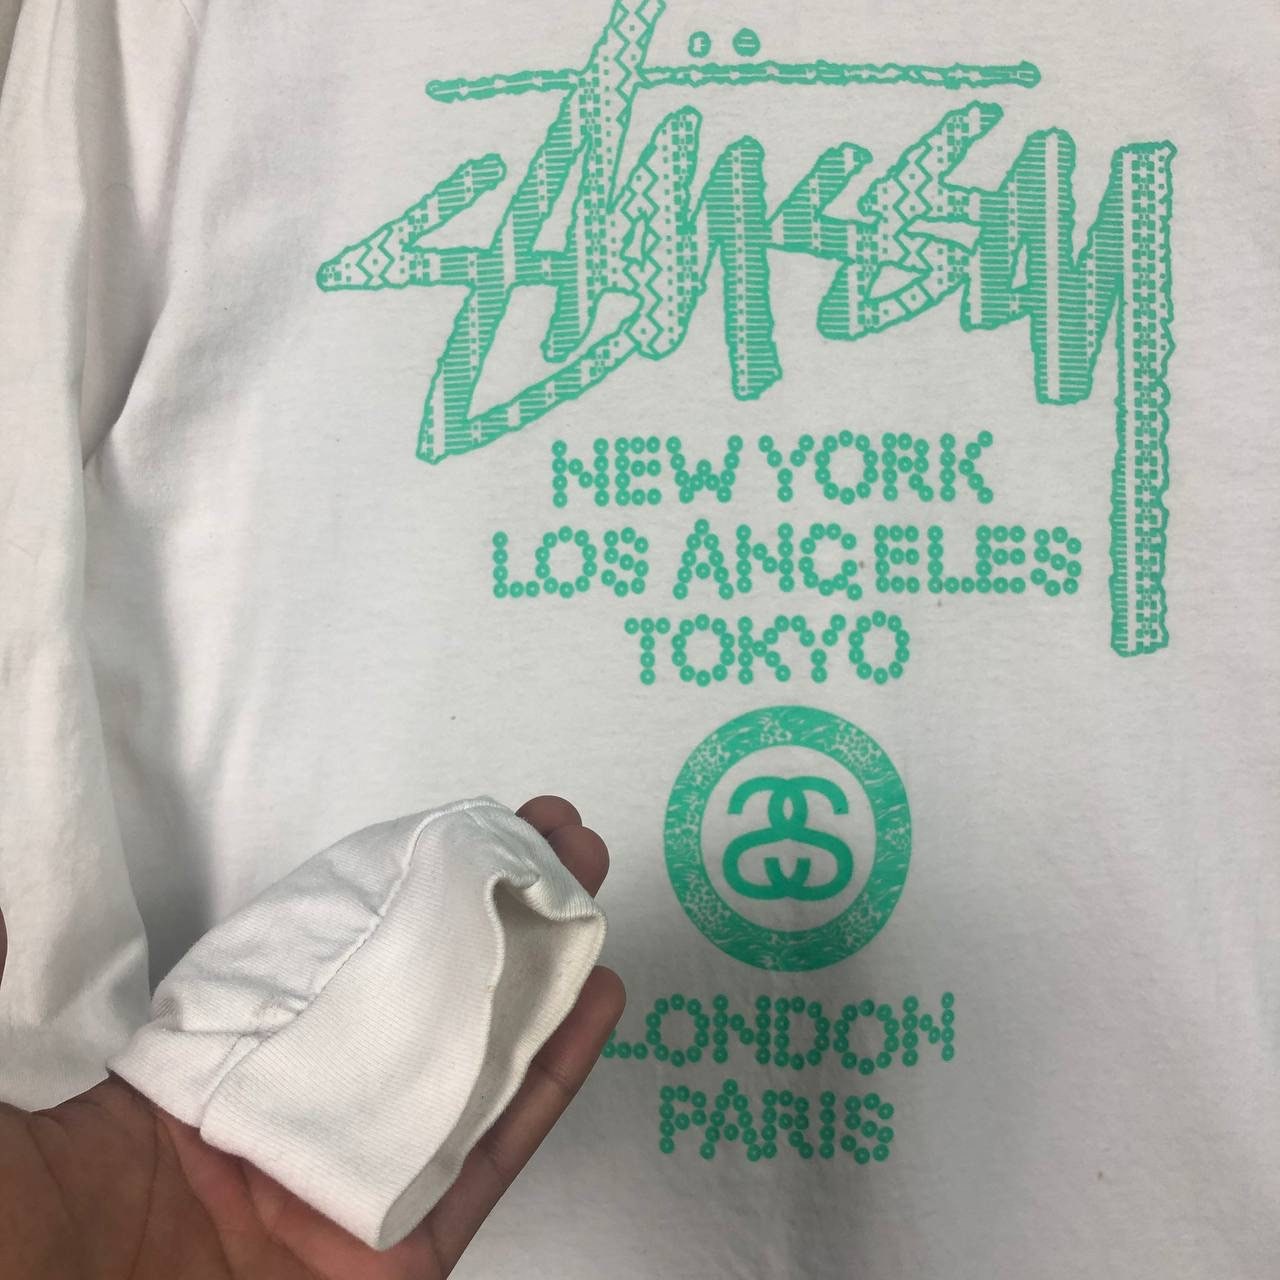 Stüssy
NEW YORK
LOS ANGELES
TOKYO
LONDON
PARIS